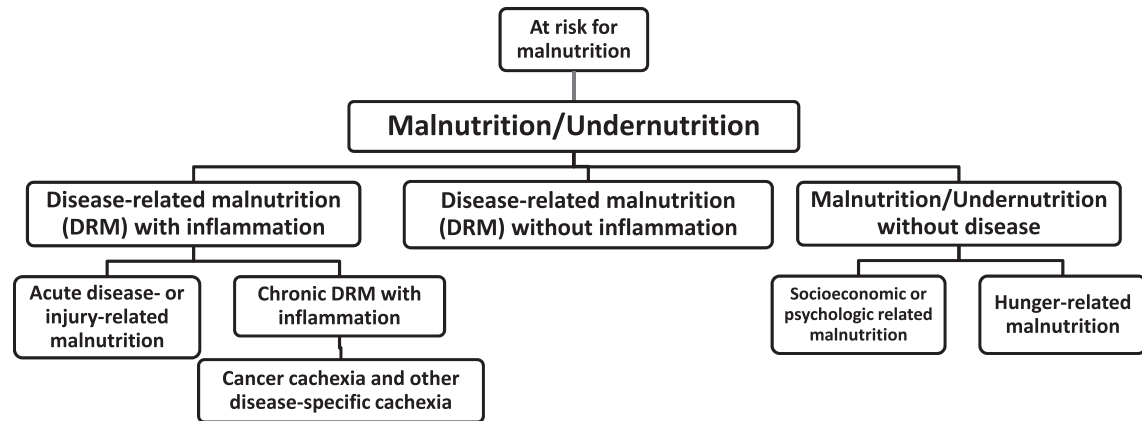 At risk for
malnutrition
Malnutrition/Undernutrition
Disease-related malnutrition
(DRM) with inflammation
Disease-related malnutrition
(DRM) without inflammation
Malnutrition/Undernutrition
without disease
Acute disease- or
injury-related
malnutrition
Chronic DRM with
inflammation
Socioeconomic or
psychologic related
malnutrition
Hunger-related
malnutrition
Cancer cachexia and other
disease-specific cachexia